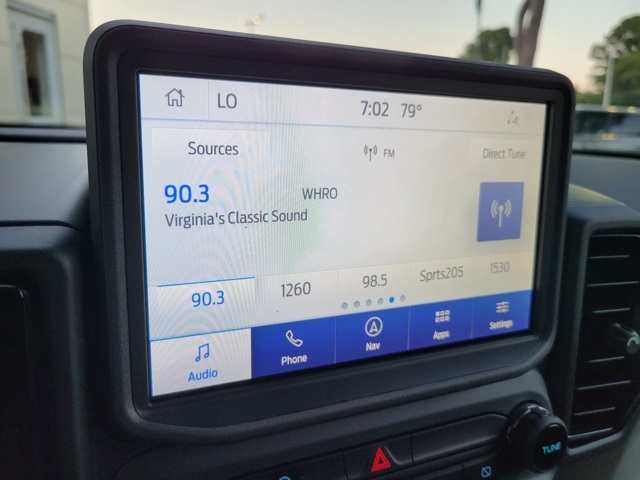 LO 7:02 79°
Sources FM Direct Tune
90.3 WHRO
Virginia's Classic Sound
90.3 1260 98.5 Sprts205 1530
Audio Phone Nav Apps Settings
TUNE